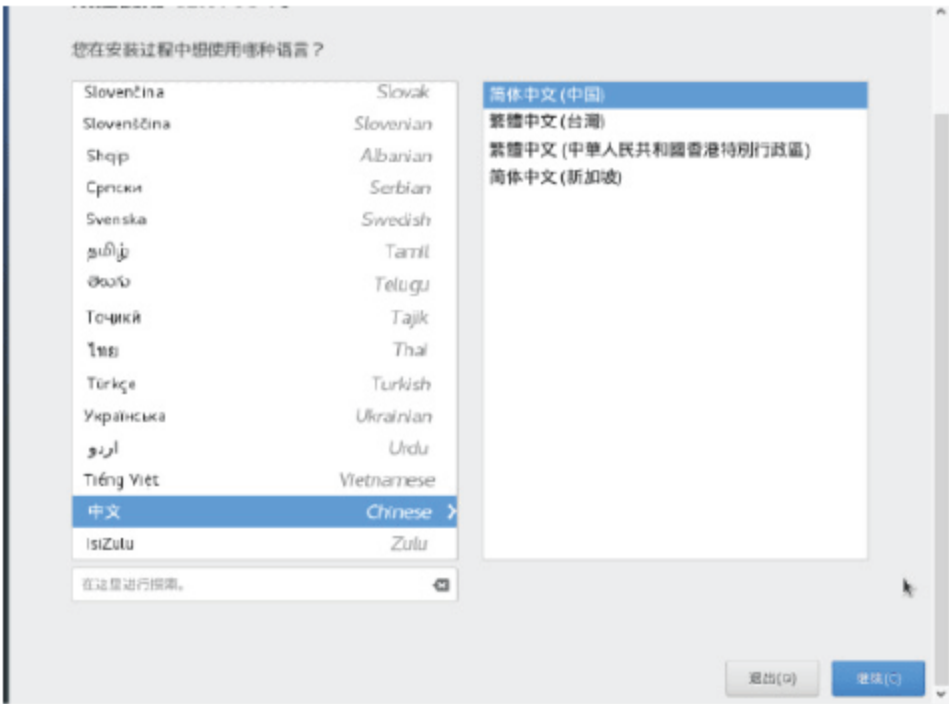 您在安装过程中想使用哪种语言？
Slovenčina Slovak
Slovenščina Slovenian
Shqip Albanian
Српски Serbian
Svenska Swedish
தமிழ் Tamil
తెలుగు Telugu
Тоҷикӣ Tajik
ไทย Thai
Türkçe Turkish
Українська Ukrainian
اردو Urdu
Tiếng Việt Vietnamese
中文 Chinese
IsiZulu Zulu
在这里进行搜索。
简体中文 (中国)
繁體中文 (台灣)
繁體中文 (中華人民共和國香港特別行政區)
简体中文 (新加坡)
退出(Q)
继续(C)